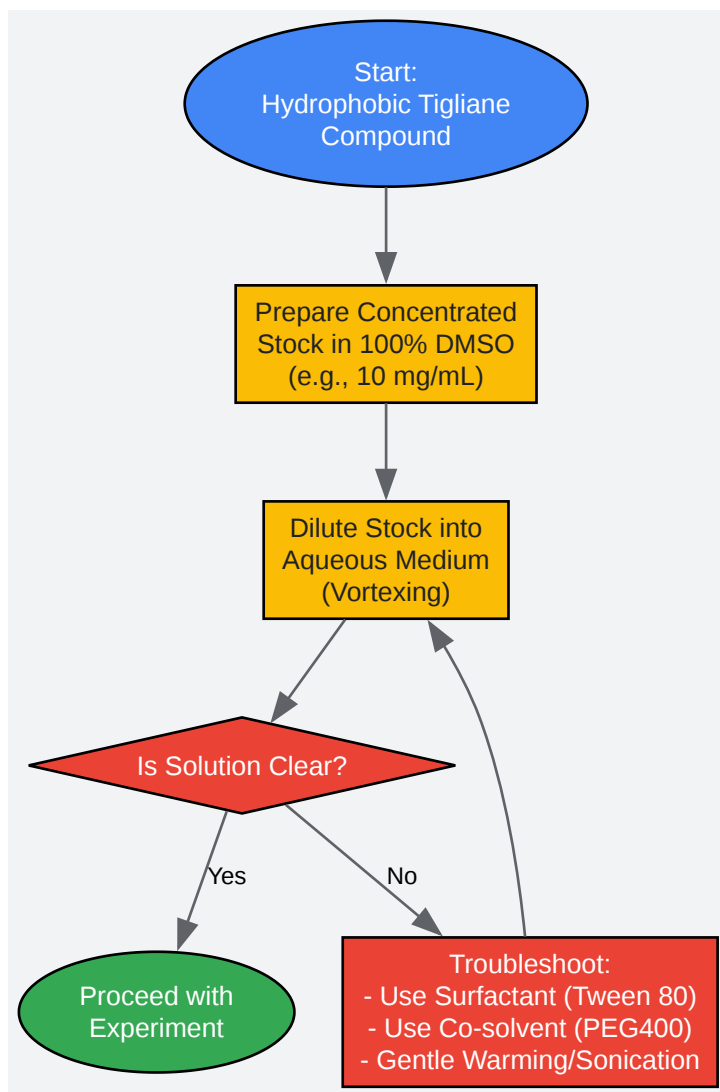 Start:
Hydrophobic Tigliane
Compound
Prepare Concentrated
Stock in 100% DMSO
(e.g., 10 mg/mL)
Dilute Stock into
Aqueous Medium
(Vortexing)
Is Solution Clear?
Yes
No
Proceed with
Experiment
Troubleshoot:
- Use Surfactant (Tween 80)
- Use Co-solvent (PEG400)
- Gentle Warming/Sonication